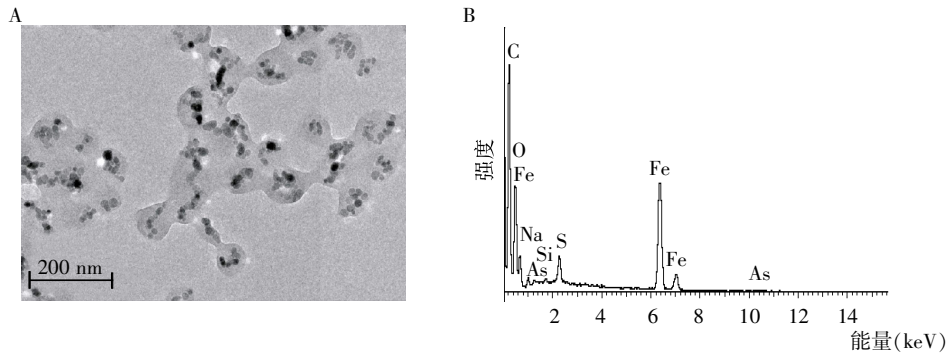 A
200 nm
B
强度
C
O
Fe
Na
As
Si
S
Fe
Fe
As
2 4 6 8 10 12 14
能量(keV)